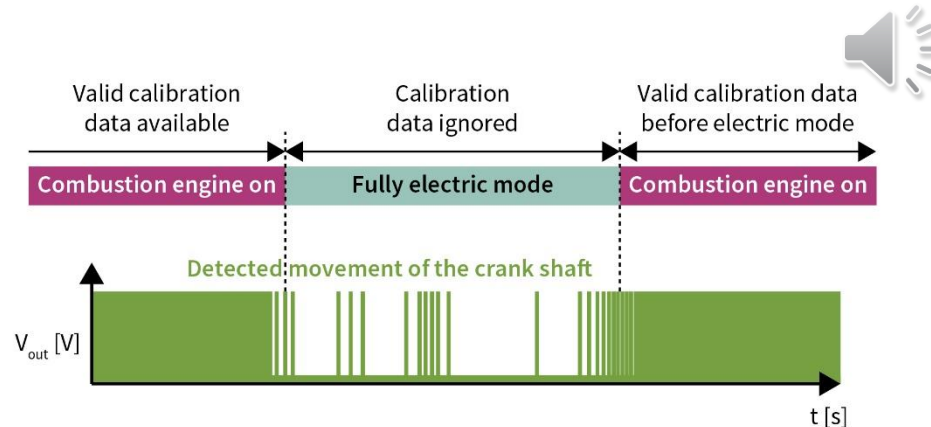 Valid calibration
data available
Calibration
data ignored
Valid calibration data
before electric mode
Combustion engine on
Fully electric mode
Combustion engine on
Detected movement of the crank shaft
Vout [V]
t [s]